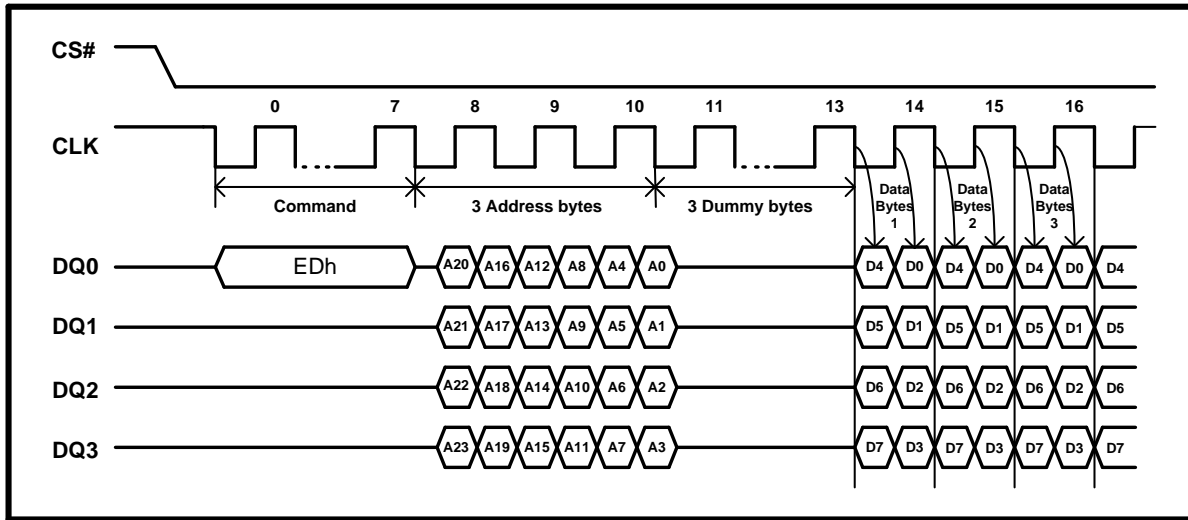 CS#
0 7 8 9 10 11 13 14 15 16
CLK
Command 3 Address bytes 3 Dummy bytes
Data Bytes 1
Data Bytes 2
Data Bytes 3
DQ0 EDh A20 A16 A12 A8 A4 A0 D4 D0 D4 D0 D4 D0 D4
DQ1 A21 A17 A13 A9 A5 A1 D5 D1 D5 D1 D5 D1 D5
DQ2 A22 A18 A14 A10 A6 A2 D6 D2 D6 D2 D6 D2 D6
DQ3 A23 A19 A15 A11 A7 A3 D7 D3 D7 D3 D7 D3 D7